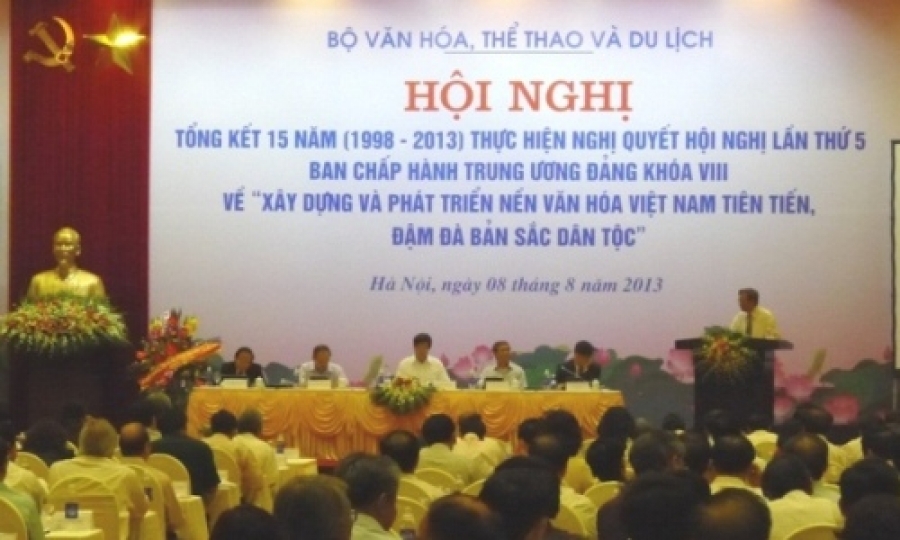 BỘ VĂN HÓA, THỂ THAO VÀ DU LỊCH
HỘI NGHỊ
TỔNG KẾT 15 NĂM (1998 - 2013) THỰC HIỆN NGHỊ QUYẾT HỘI NGHỊ LẦN THỨ 5
BAN CHẤP HÀNH TRUNG ƯƠNG ĐẢNG KHÓA VIII
VỀ "XÂY DỰNG VÀ PHÁT TRIỂN NỀN VĂN HÓA VIỆT NAM TIÊN TIẾN,
ĐẬM ĐÀ BẢN SẮC DÂN TỘC"
Hà Nội, ngày 08 tháng 8 năm 2013